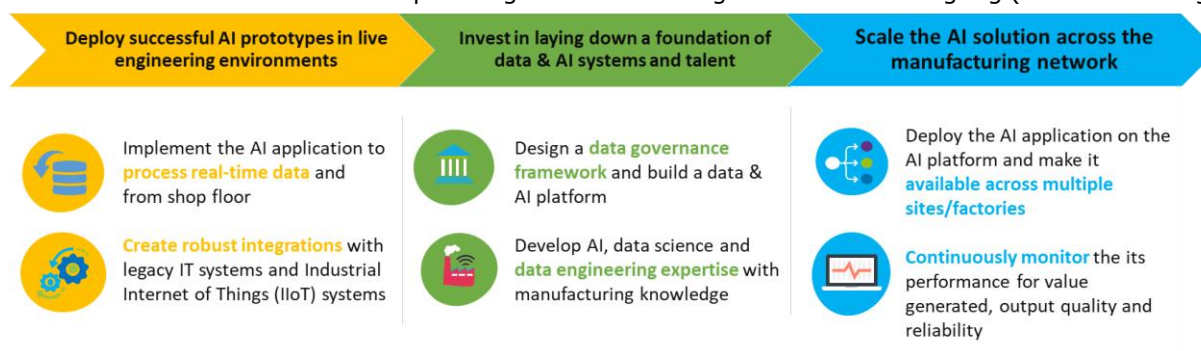 Deploy successful AI prototypes in live
engineering environments
Invest in laying down a foundation of
data & AI systems and talent
Scale the AI solution across the
manufacturing network
Implement the AI application to
process real-time data and
from shop floor
Create robust integrations with
legacy IT systems and Industrial
Internet of Things (IIoT) systems
Design a data governance
framework and build a data &
AI platform
Develop AI, data science and
data engineering expertise with
manufacturing knowledge
Deploy the AI application on the
AI platform and make it
available across multiple
sites/factories
Continuously monitor the its
performance for value
generated, output quality and
reliability